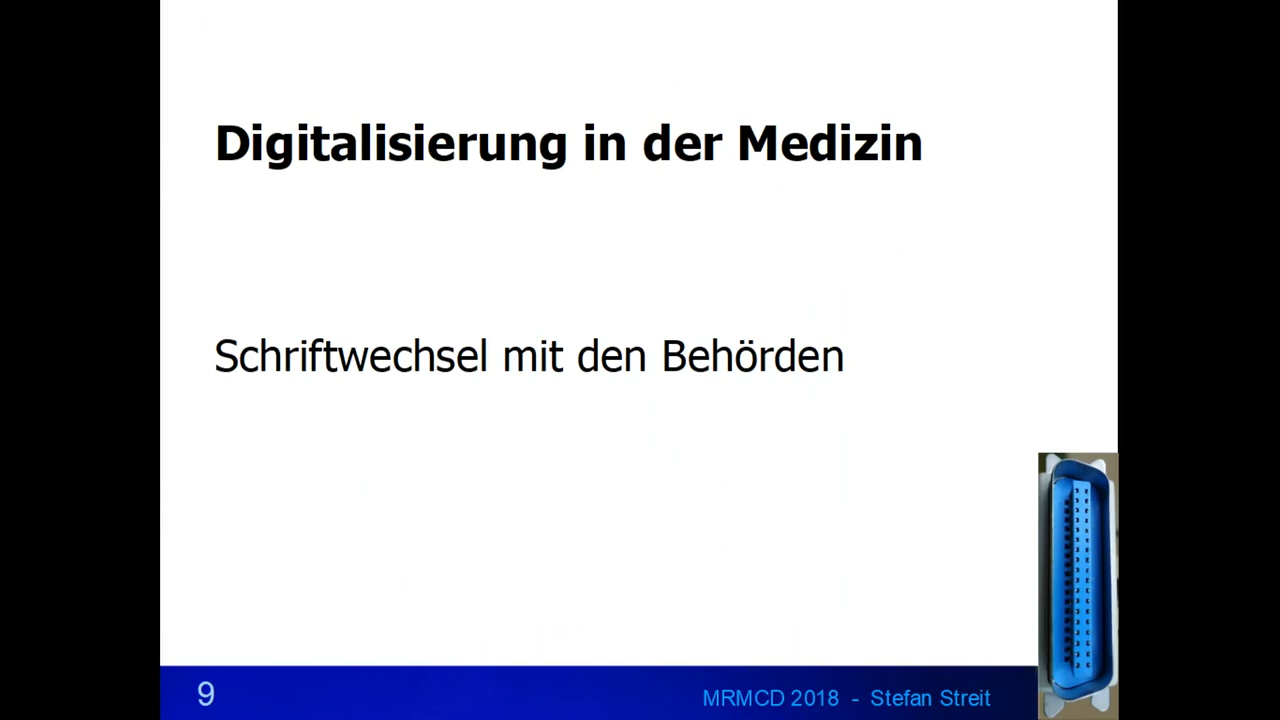 Digitalisierung in der Medizin
Schriftwechsel mit den Behörden
9
MRMCD 2018 - Stefan Streit